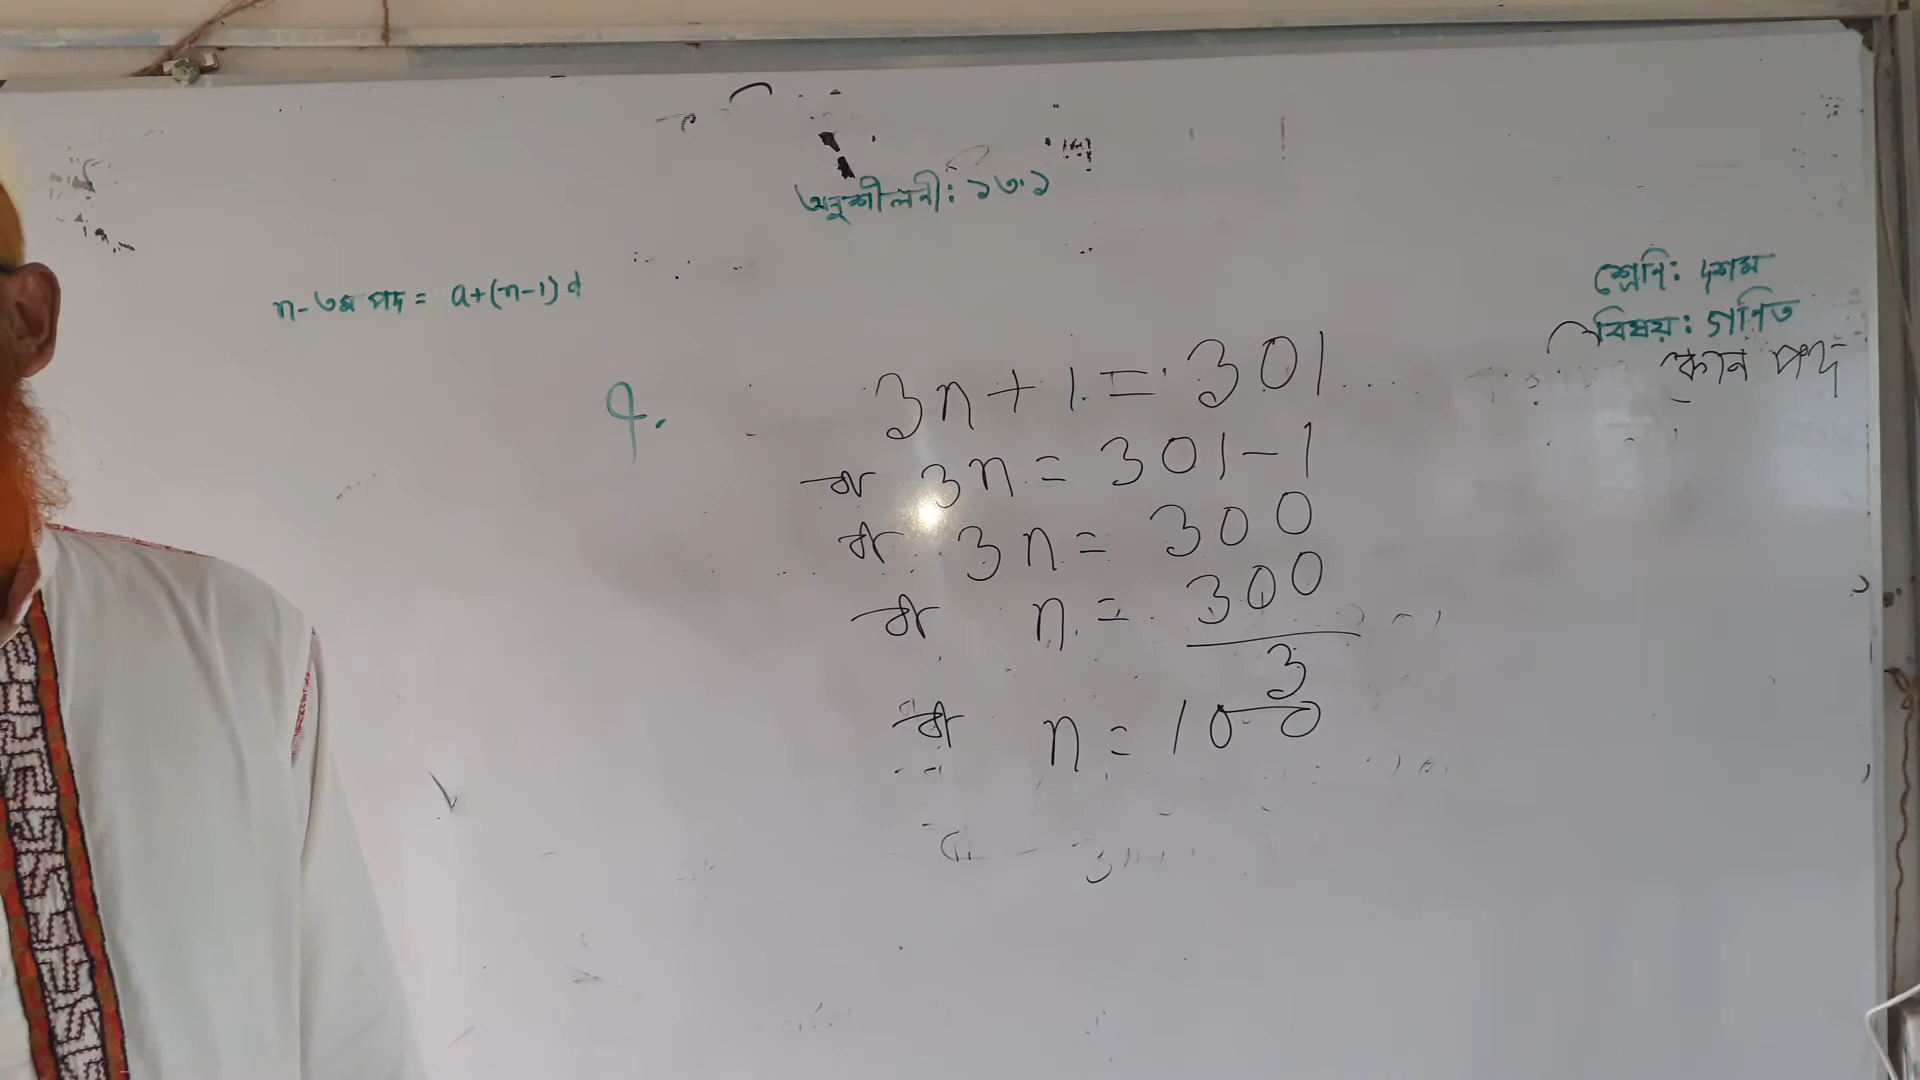 অনুশীলনী: ১৩.১
শ্রেণি: দশম
বিষয়: গণিত
n-তম পদ = a+(n-1)d
কোন পদ
৭.
3n+1=301
বা 3n=301-1
বা 3n=300
বা n=300/3
বা n=100